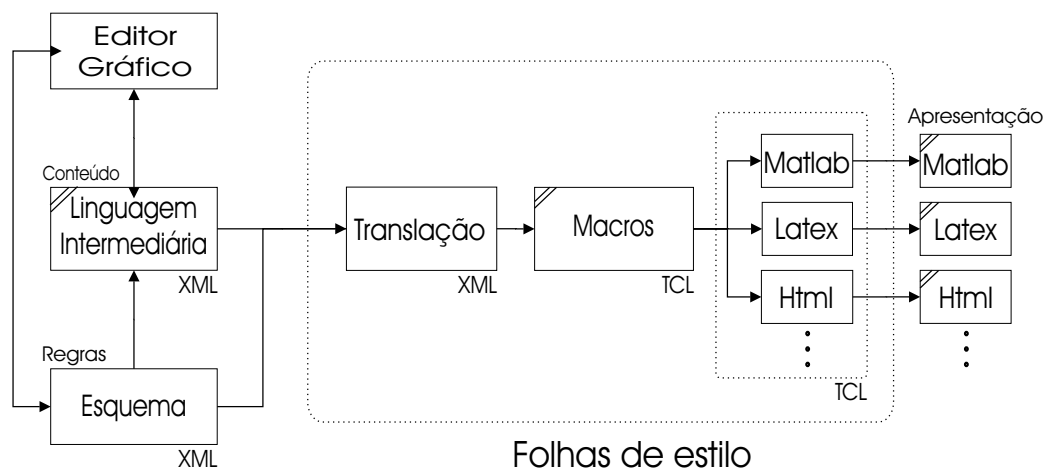 Editor
Gráfico
Conteúdo
Linguagem
Intermediária
XML
Regras
Esquema
XML
Translação
XML
Macros
TCL
Matlab
Latex
Html
TCL
Apresentação
Matlab
Latex
Html
Folhas de estilo